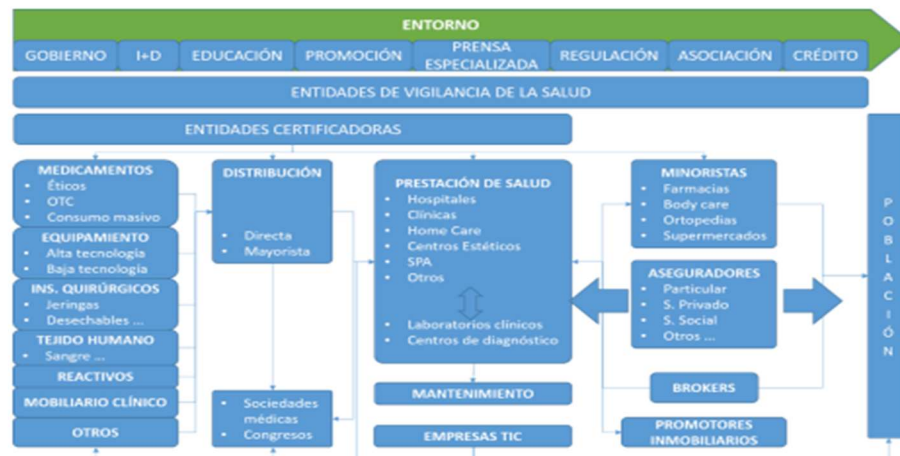 ENTORNO
GOBIERNO
I+D
EDUCACIÓN
PROMOCIÓN
PRENSA
ESPECIALIZADA
REGULACIÓN
ASOCIACIÓN
CRÉDITO
ENTIDADES DE VIGILANCIA DE LA SALUD
ENTIDADES CERTIFICADORAS
MEDICAMENTOS
• Éticos
• OTC
• Consumo masivo
EQUIPAMIENTO
• Alta tecnología
• Baja tecnología
INS. QUIRÚRGICOS
• Jeringas
• Desechables ...
TEJIDO HUMANO
• Sangre ...
REACTIVOS
MOBILIARIO CLÍNICO
OTROS
DISTRIBUCIÓN
• Directa
• Mayorista
• Sociedades
médicas
• Congresos
PRESTACIÓN DE SALUD
• Hospitales
• Clínicas
• Home Care
• Centros Estéticos
• SPA
• Otros
• Laboratorios clínicos
• Centros de diagnóstico
MANTENIMIENTO
EMPRESAS TIC
MINORISTAS
• Farmacias
• Body care
• Ortopedias
• Supermercados
ASEGURADORES
• Particular
• S. Privado
• S. Social
• Otros ...
BROKERS
PROMOTORES
INMOBILIARIOS
POBLACIÓN